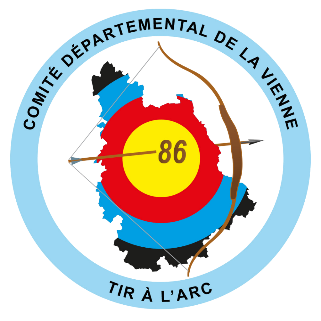 COMITÉ DÉPARTEMENTAL DE LA VIENNE
86
TIR À L'ARC